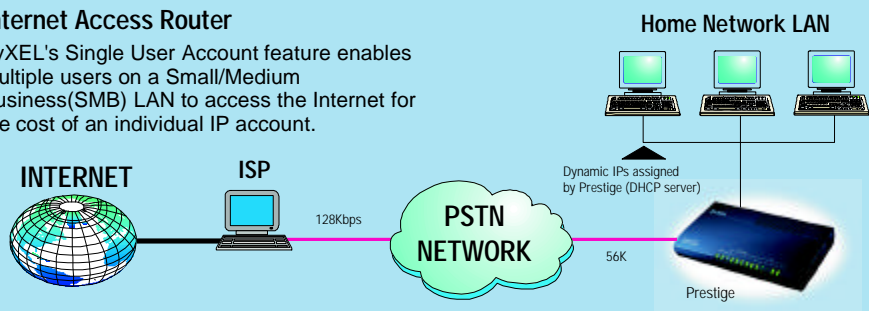 nternet Access Router
yXEL's Single User Account feature enables
ultiple users on a Small/Medium
usiness(SMB) LAN to access the Internet for
e cost of an individual IP account.
Home Network LAN
Dynamic IPs assigned
by Prestige (DHCP server)
INTERNET
ISP
128Kbps
PSTN
NETWORK
56K
Prestige